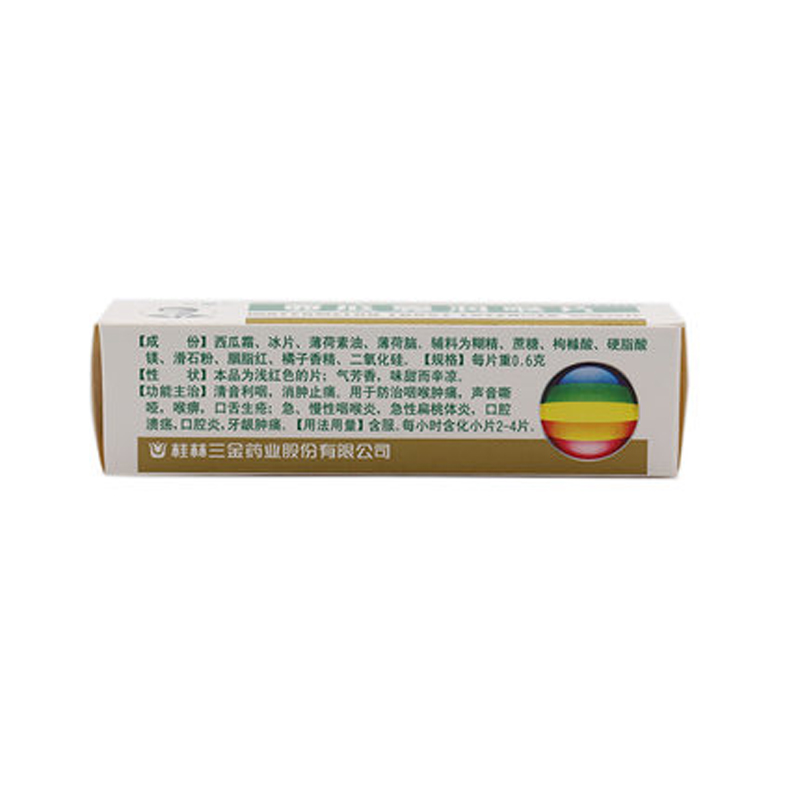 【成　份】西瓜霜、冰片、薄荷素油、薄荷脑。辅料为糊精、蔗糖、枸橼酸、硬脂酸
镁、滑石粉、胭脂红、橘子香精、二氧化硅。【规格】每片重0.6克
【性　状】本品为浅红色的片；气芳香，味甜而辛凉。
【功能主治】清音利咽，消肿止痛。用于防治咽喉肿痛，声音嘶
哑，喉痹，口舌生疮；急、慢性咽喉炎，急性扁桃体炎，口腔
溃疡，口腔炎，牙龈肿痛。【用法用量】含服。每小时含化小片2-4片。
桂林三金药业股份有限公司